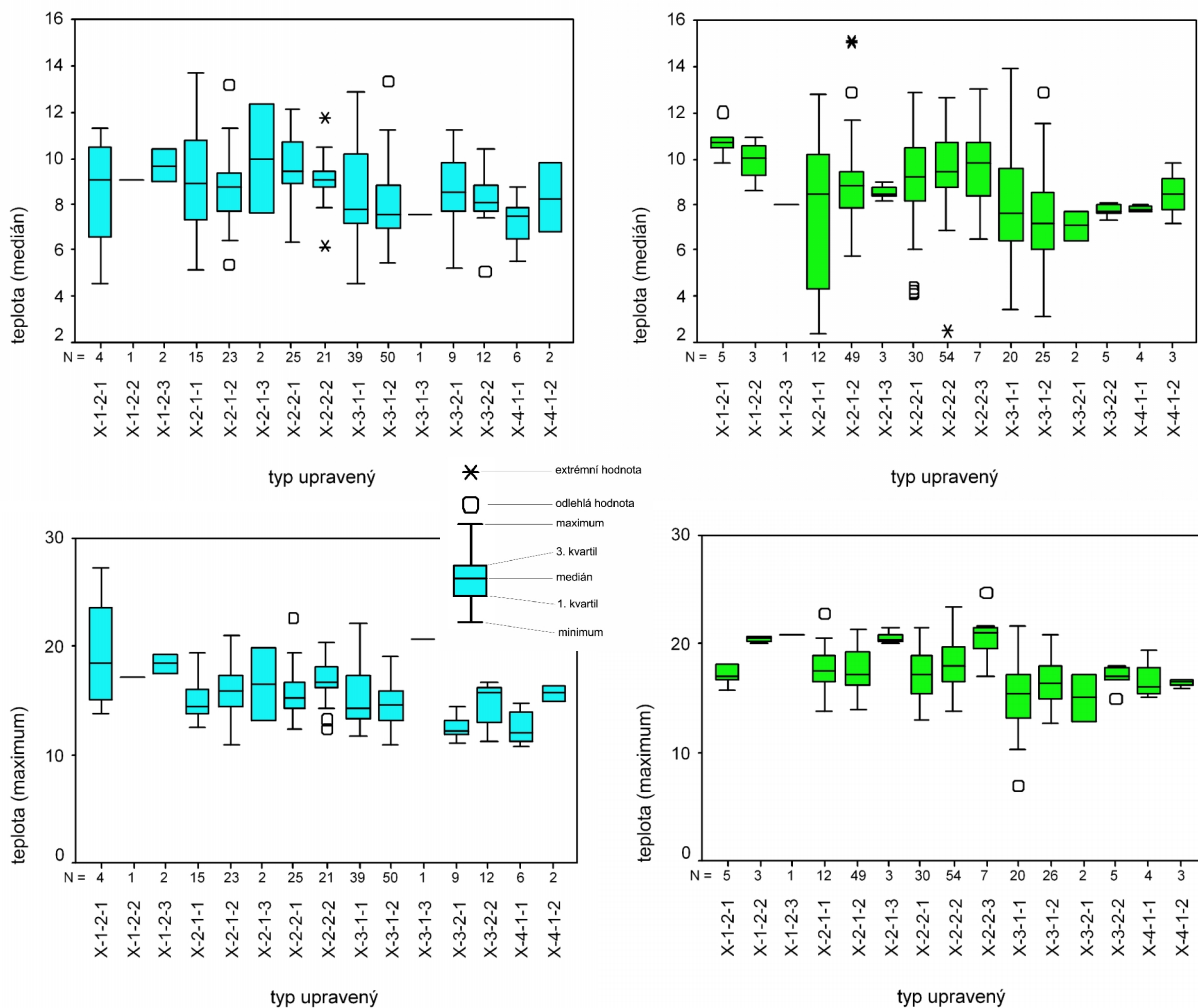 16
14
12
10
8
6
4
2
teplota (medián)
N = 4 1 2 15 23 2 25 21 39 50 1 9 12 6 2
X-1-2-1 X-1-2-2 X-1-2-3 X-2-1-1 X-2-1-2 X-2-1-3 X-2-2-1 X-2-2-2 X-3-1-1 X-3-1-2 X-3-1-3 X-3-2-1 X-3-2-2 X-4-1-1 X-4-1-2
typ upravený
16
14
12
10
8
6
4
2
teplota (medián)
N = 5 3 1 12 49 3 30 54 7 20 25 2 5 4 3
X-1-2-1 X-1-2-2 X-1-2-3 X-2-1-1 X-2-1-2 X-2-1-3 X-2-2-1 X-2-2-2 X-2-2-3 X-3-1-1 X-3-1-2 X-3-2-1 X-3-2-2 X-4-1-1 X-4-1-2
typ upravený
extrémní hodnota
odlehlá hodnota
maximum
3. kvartil
medián
1. kvartil
minimum
30
20
10
0
teplota (maximum)
N = 4 1 2 15 23 2 25 21 39 50 1 9 12 6 2
X-1-2-1 X-1-2-2 X-1-2-3 X-2-1-1 X-2-1-2 X-2-1-3 X-2-2-1 X-2-2-2 X-3-1-1 X-3-1-2 X-3-1-3 X-3-2-1 X-3-2-2 X-4-1-1 X-4-1-2
typ upravený
30
20
10
0
teplota (maximum)
N = 5 3 1 12 49 3 30 54 7 20 26 2 5 4 3
X-1-2-1 X-1-2-2 X-1-2-3 X-2-1-1 X-2-1-2 X-2-1-3 X-2-2-1 X-2-2-2 X-2-2-3 X-3-1-1 X-3-1-2 X-3-2-1 X-3-2-2 X-4-1-1 X-4-1-2
typ upravený